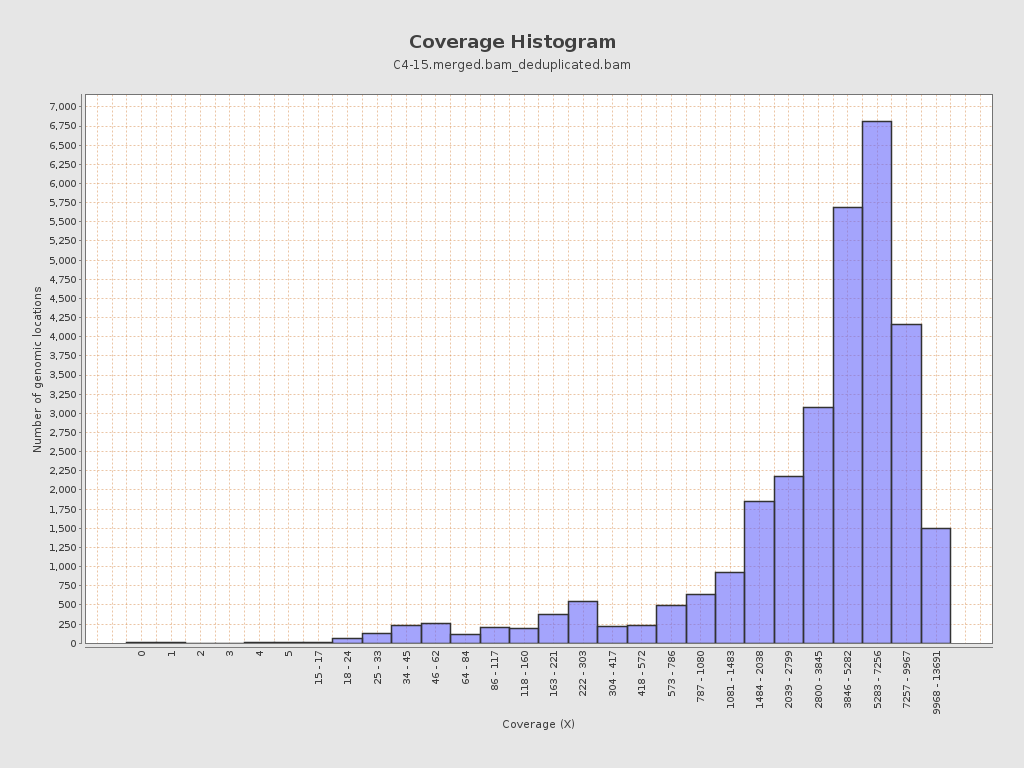 Coverage Histogram
C4-15.merged.bam_deduplicated.bam
Number of genomic locations
7,000
6,750
6,500
6,250
6,000
5,750
5,500
5,250
5,000
4,750
4,500
4,250
4,000
3,750
3,500
3,250
3,000
2,750
2,500
2,250
2,000
1,750
1,500
1,250
1,000
750
500
250
0
0
1
2
3
4
5
15 - 17
18 - 24
25 - 33
34 - 45
46 - 62
64 - 84
86 - 117
118 - 160
163 - 221
222 - 303
304 - 417
418 - 572
573 - 786
787 - 1080
1081 - 1483
1484 - 2038
2039 - 2799
2800 - 3845
3846 - 5282
5283 - 7256
7257 - 9967
9968 - 13691
Coverage (X)